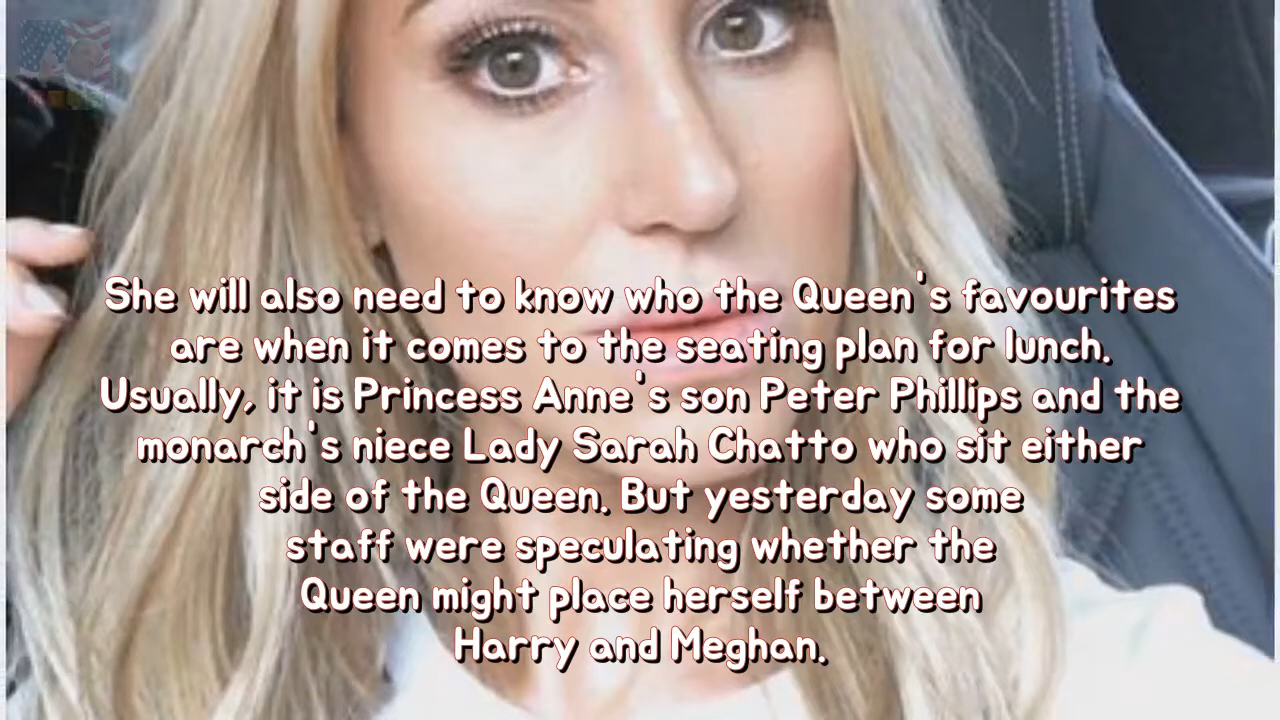 She will also need to know who the Queen's favourites
are when it comes to the seating plan for lunch.
Usually, it is Princess Anne's son Peter Phillips and the
monarch's niece Lady Sarah Chatto who sit either
side of the Queen. But yesterday some
staff were speculating whether the
Queen might place herself between
Harry and Meghan.